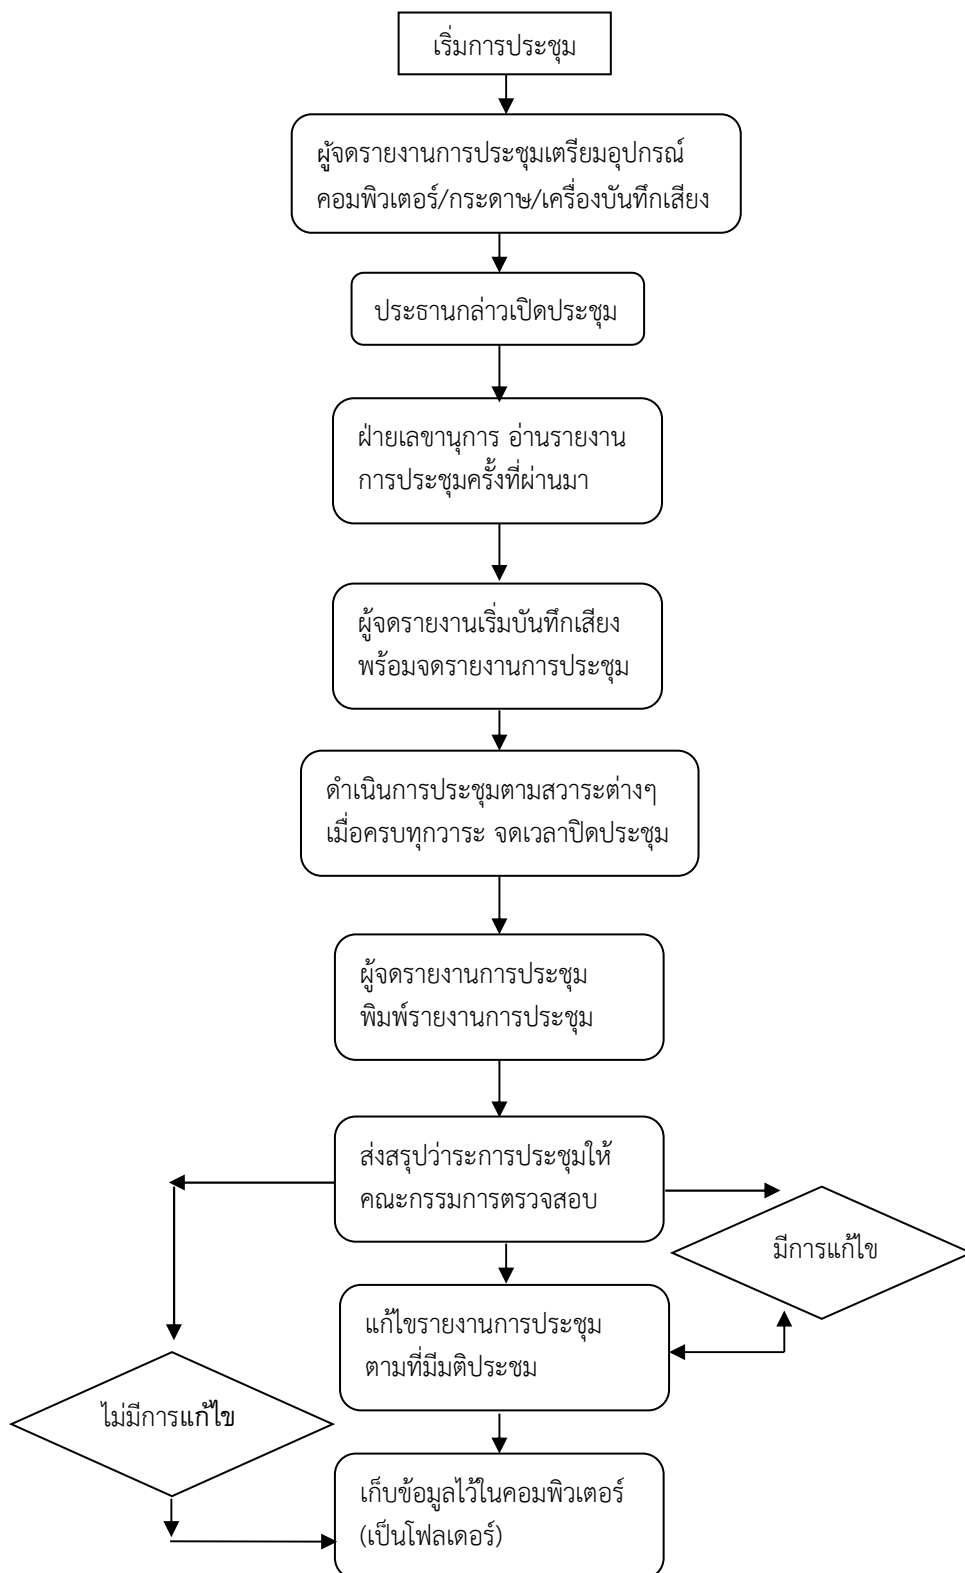 เริ่มการประชุม
ผู้จดรายงานการประชุมเตรียมอุปกรณ์
คอมพิวเตอร์/กระดาษ/เครื่องบันทึกเสียง
ประธานกล่าวเปิดประชุม
ฝ่ายเลขานุการ อ่านรายงาน
การประชุมครั้งที่ผ่านมา
ผู้จดรายงานเริ่มบันทึกเสียง
พร้อมจดรายงานการประชุม
ดำเนินการประชุมตามสวาระต่างๆ
เมื่อครบทุกวาระ จดเวลาปิดประชุม
ผู้จดรายงานการประชุม
พิมพ์รายงานการประชุม
ส่งสรุปว่าระการประชุมให้
คณะกรรมการตรวจสอบ
มีการแก้ไข
แก้ไขรายงานการประชุม
ตามที่มีมติประชม
ไม่มีการแก้ไข
เก็บข้อมูลไว้ในคอมพิวเตอร์
(เป็นโฟลเดอร์)